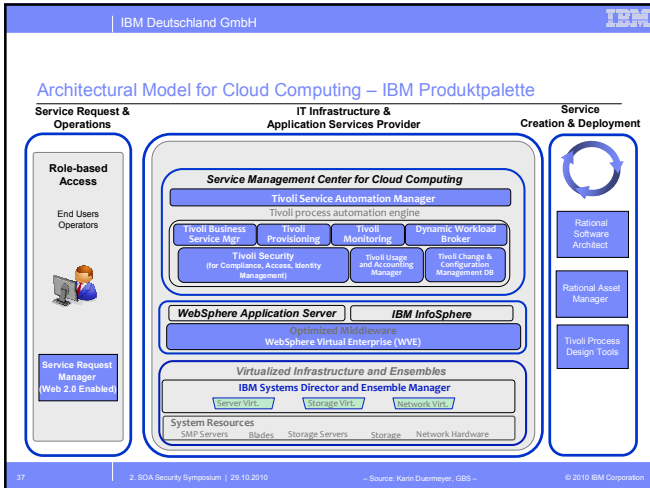 IBM Deutschland GmbH
IBM
Architectural Model for Cloud Computing – IBM Produktpalette
Service Request &
Operations
IT Infrastructure &
Application Services Provider
Service
Creation & Deployment
Role-based
Access
End Users
Operators
Service Request
Manager
(Web 2.0 Enabled)
Service Management Center for Cloud Computing
Tivoli Service Automation Manager
Tivoli process automation engine
Tivoli Business
Service Mgr
Tivoli
Provisioning
Tivoli
Monitoring
Dynamic Workload
Broker
Tivoli Security
(for Compliance, Access, Identity
Management)
Tivoli Usage
and Accounting
Manager
Tivoli Change &
Configuration
Management DB
WebSphere Application Server
IBM InfoSphere
Optimized Middleware
WebSphere Virtual Enterprise (WVE)
Virtualized Infrastructure and Ensembles
IBM Systems Director and Ensemble Manager
Server Virt.
Storage Virt.
Network Virt.
System Resources
SMP Servers
Blades
Storage Servers
Storage
Network Hardware
Rational
Software
Architect
Rational Asset
Manager
Tivoli Process
Design Tools
37
2. SOA Security Symposium | 29.10.2010
– Source: Karin Duermeyer, GBS –
© 2010 IBM Corporation